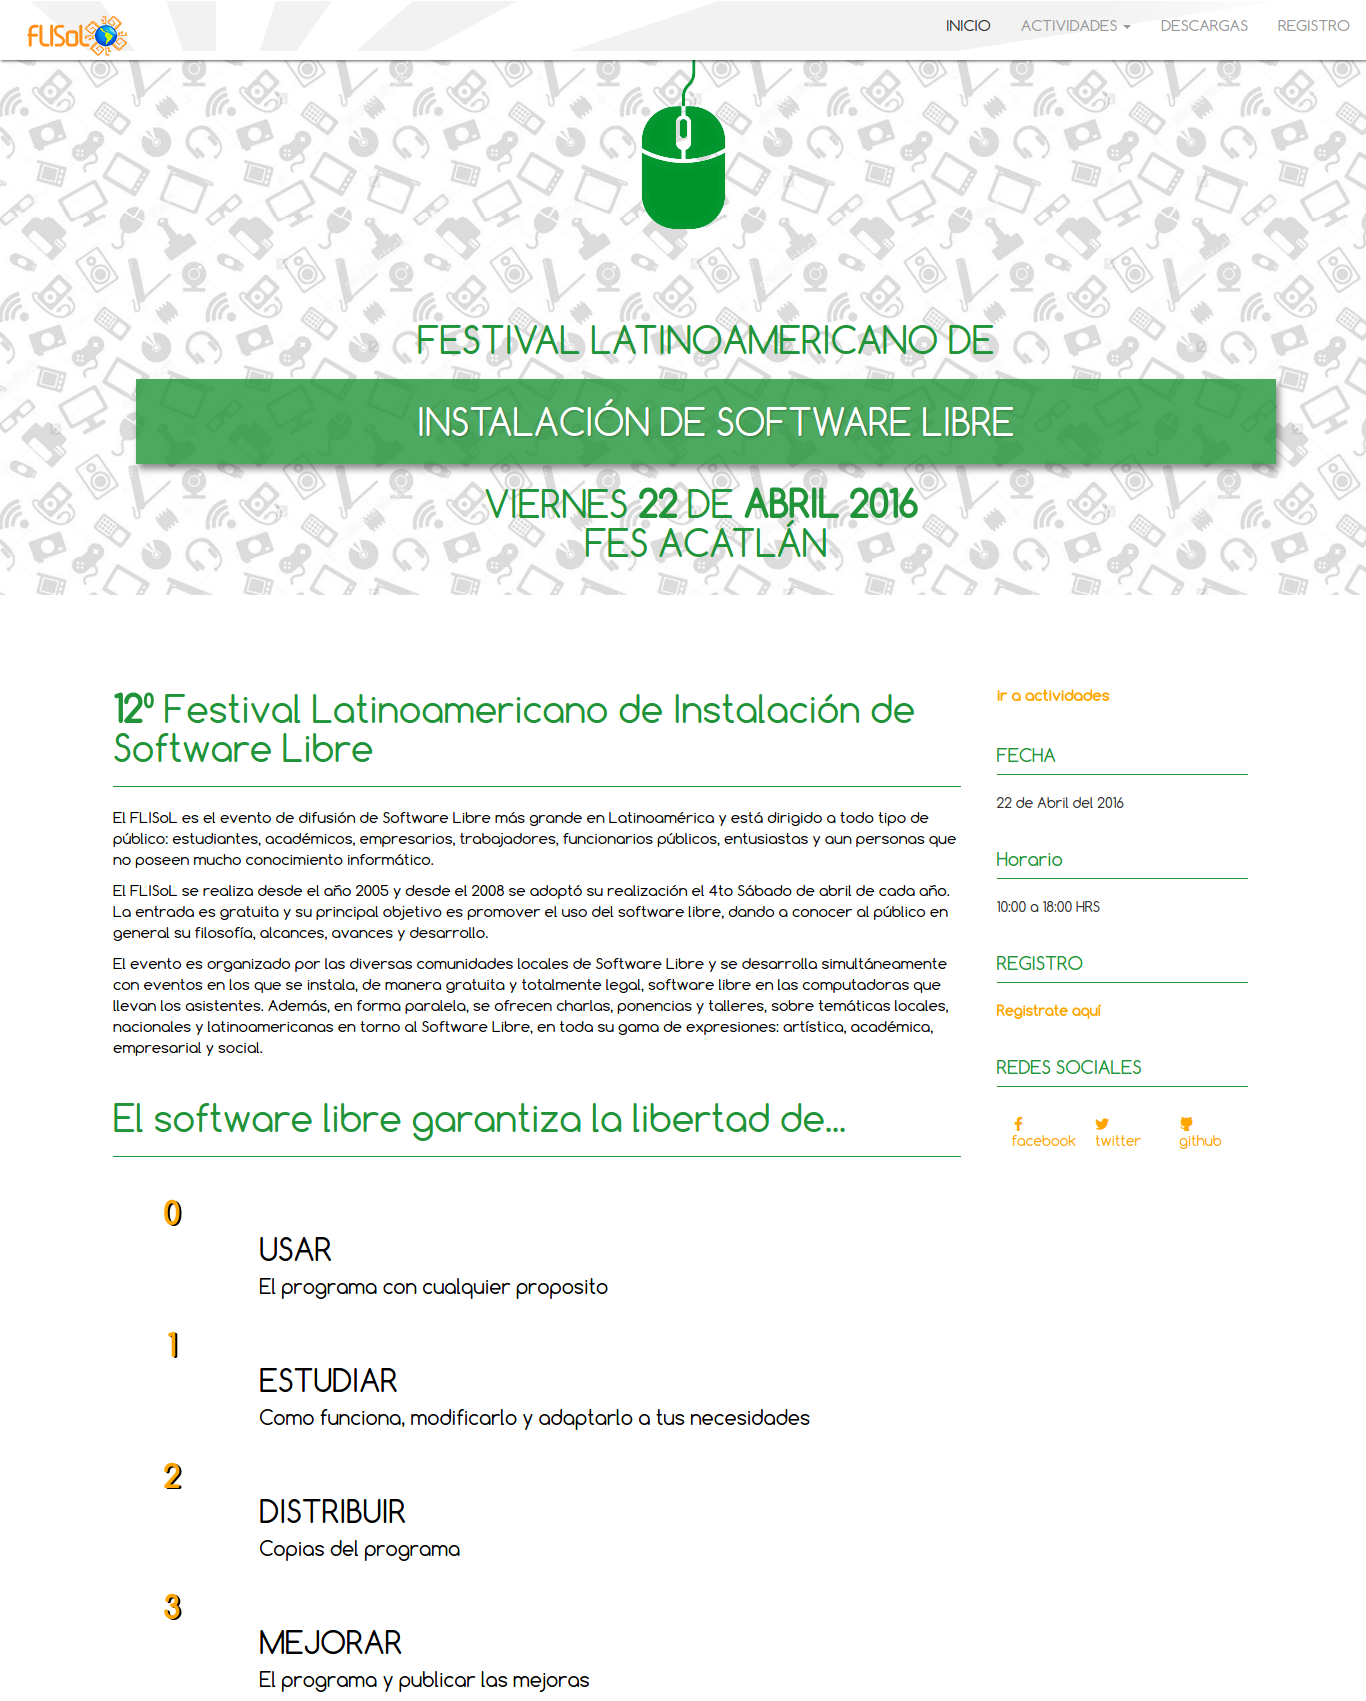 FLISoL
INICIO
ACTIVIDADES
DESCARGAS
REGISTRO
FESTIVAL LATINOAMERICANO DE
INSTALACIÓN DE SOFTWARE LIBRE
VIERNES 22 DE ABRIL 2016
FES ACATLÁN
12º Festival Latinoamericano de Instalación de
Software Libre
El FLISoL es el evento de difusión de Software Libre más grande en Latinoamérica y está dirigido a todo tipo de
público: estudiantes, académicos, empresarios, trabajadores, funcionarios públicos, entusiastas y aun personas que
no poseen mucho conocimiento informático.
El FLISoL se realiza desde el año 2005 y desde el 2008 se adoptó su realización el 4to Sábado de abril de cada año.
La entrada es gratuita y su principal objetivo es promover el uso del software libre, dando a conocer al público en
general su filosofía, alcances, avances y desarrollo.
El evento es organizado por las diversas comunidades locales de Software Libre y se desarrolla simultáneamente
con eventos en los que se instala, de manera gratuita y totalmente legal, software libre en las computadoras que
llevan los asistentes. Además, en forma paralela, se ofrecen charlas, ponencias y talleres, sobre temáticas locales,
nacionales y latinoamericanas en torno al Software Libre, en toda su gama de expresiones: artística, académica,
empresarial y social.
El software libre garantiza la libertad de...
0
USAR
El programa con cualquier proposito
1
ESTUDIAR
Como funciona, modificarlo y adaptarlo a tus necesidades
2
DISTRIBUIR
Copias del programa
3
MEJORAR
El programa y publicar las mejoras
Ir a actividades
FECHA
22 de Abril del 2016
Horario
10:00 a 18:00 HRS
REGISTRO
Registrate aquí
REDES SOCIALES
facebook
twitter
github